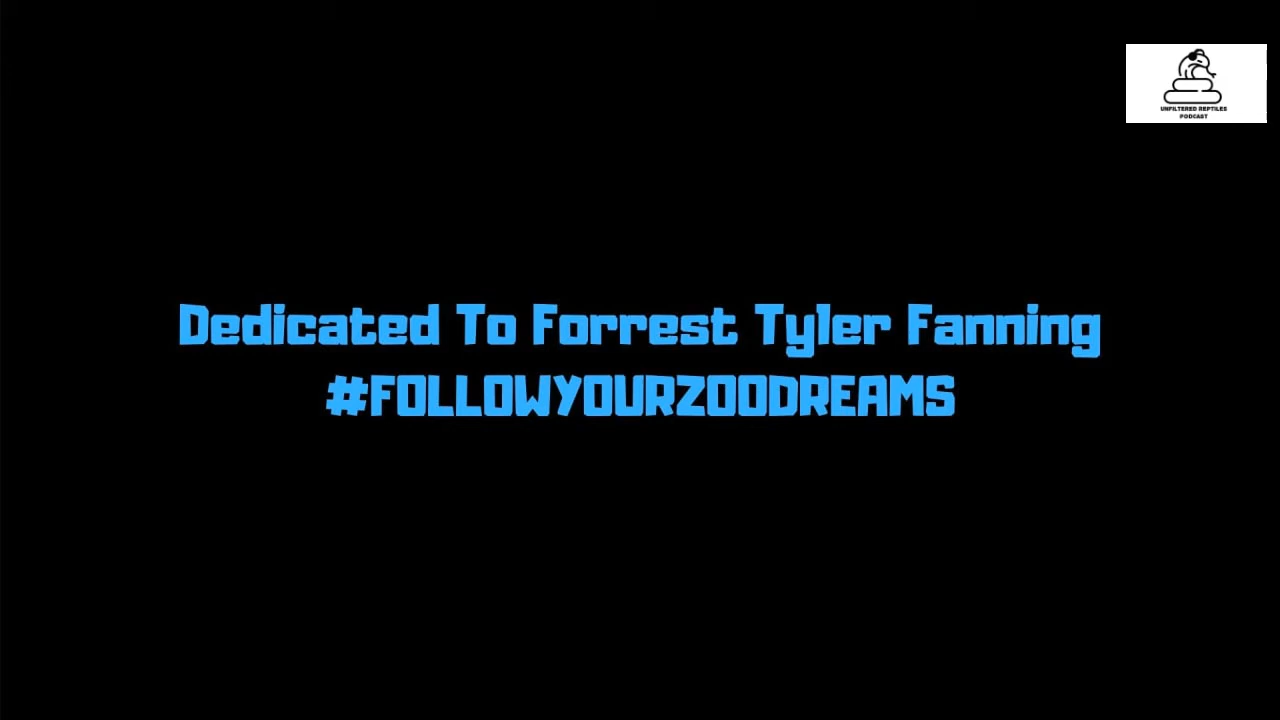 UNFILTERED REPTILES
PODCAST
Dedicated To Forrest Tyler Fanning
#FOLLOWYOURZOODREAMS